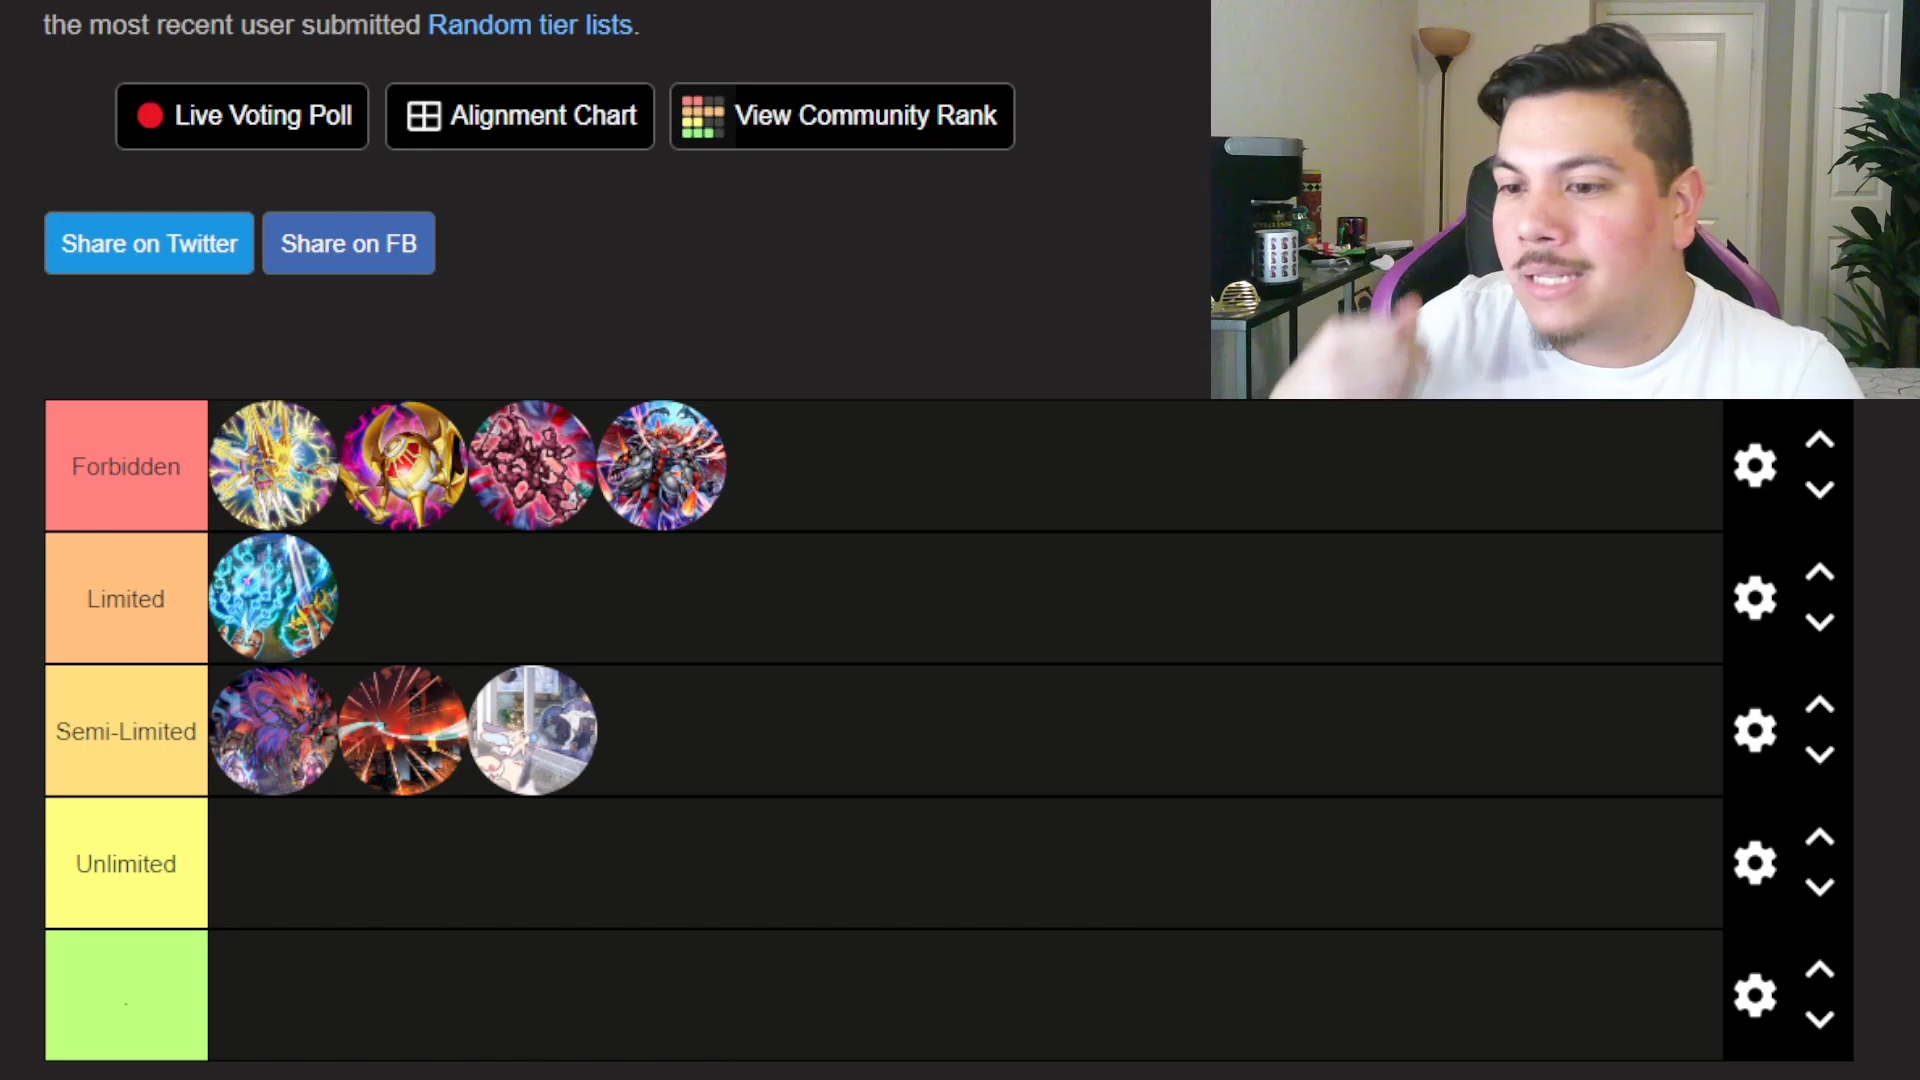 the most recent user submitted Random tier lists.
Live Voting Poll
Alignment Chart
View Community Rank
Share on Twitter
Share on FB
Forbidden
Limited
Semi-Limited
Unlimited
.